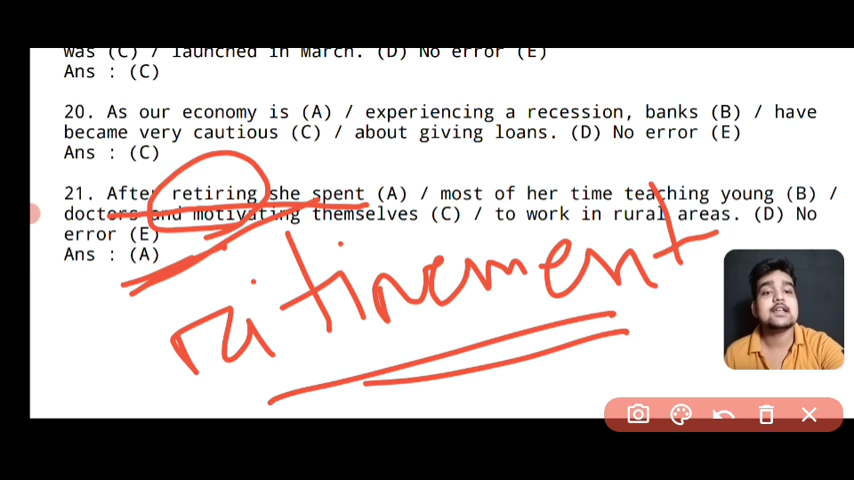 was (C) / launched in March. (D) No error (E)
Ans : (C)
20. As our economy is (A) / experiencing a recession, banks (B) / have
became very cautious (C) / about giving loans. (D) No error (E)
Ans : (C)
21. After retiring she spent (A) / most of her time teaching young (B) /
doctors and motivating themselves (C) / to work in rural areas. (D) No
error (E)
Ans : (A)
ritirement